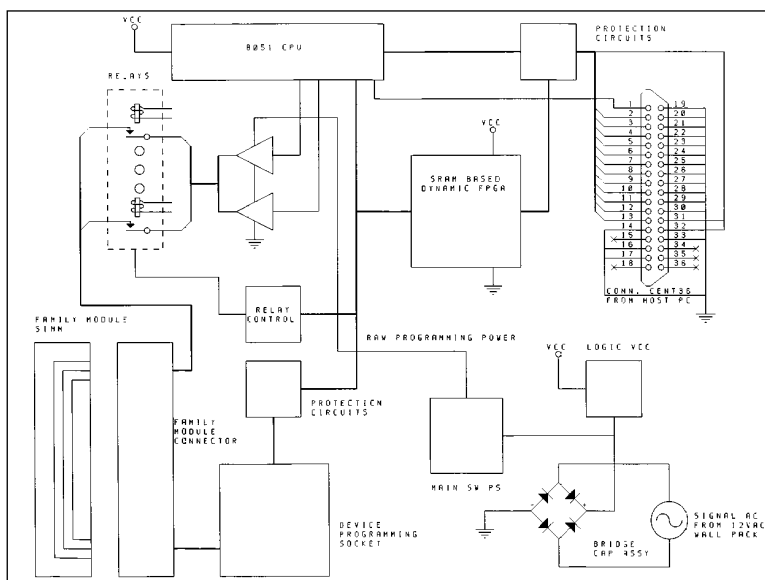 VCC
8051 CPU
PROTECTION
CIRCUITS
RELAYS
VCC
SRAM BASED
DYNAMIC FPGA
1 19
2 20
3 21
4 22
5 23
6 24
7 25
8 26
9 27
10 28
11 29
12 30
13 31
14 32
15 33
16 34
17 35
18 36
CONN. CENT36
FROM HOST PC
RELAY
CONTROL
FAMILY MODULE
SIMM
RAW PROGRAMMING POWER
VCC
LOGIC VCC
PROTECTION
CIRCUITS
FAMILY
MODULE
CONNECTOR
MAIN SW PS
DEVICE
PROGRAMMING
SOCKET
BRIDGE
CAP ASSY
SIGNAL AC
FROM 12VAC
WALL PACK